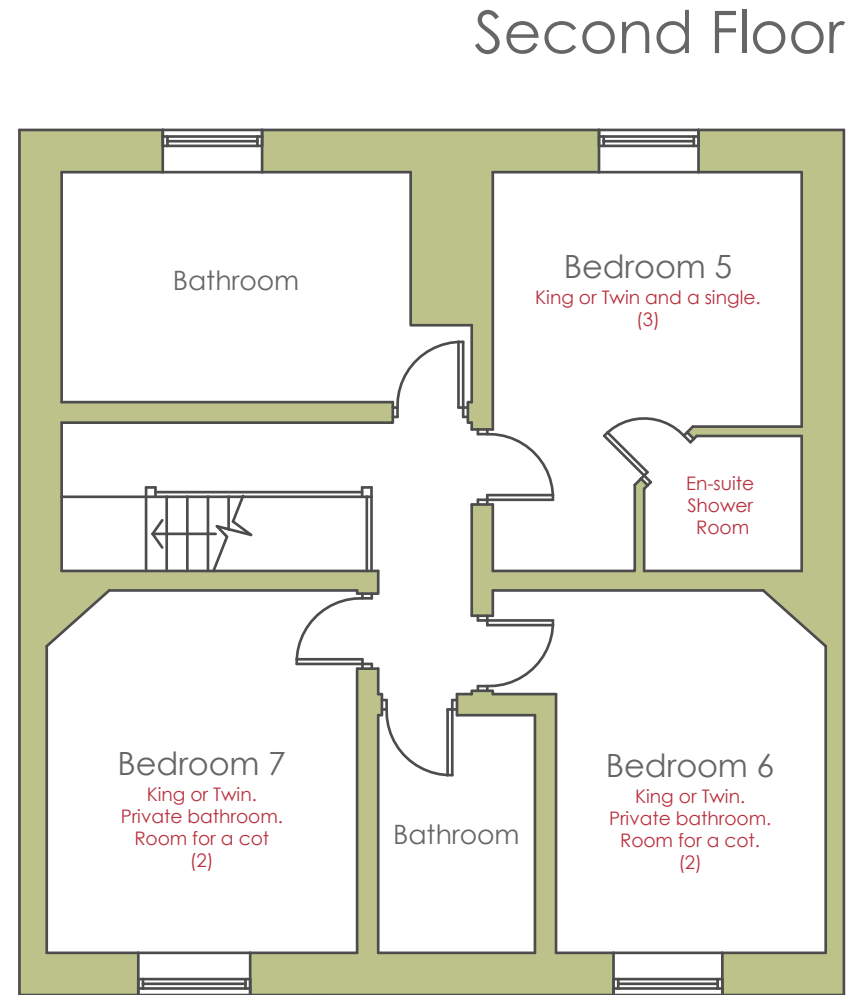 Second Floor
Bathroom
Bedroom 5
King or Twin and a single.
(3)
En-suite
Shower
Room
Bedroom 7
King or Twin.
Private bathroom.
Room for a cot
(2)
Bathroom
Bedroom 6
King or Twin.
Private bathroom.
Room for a cot.
(2)